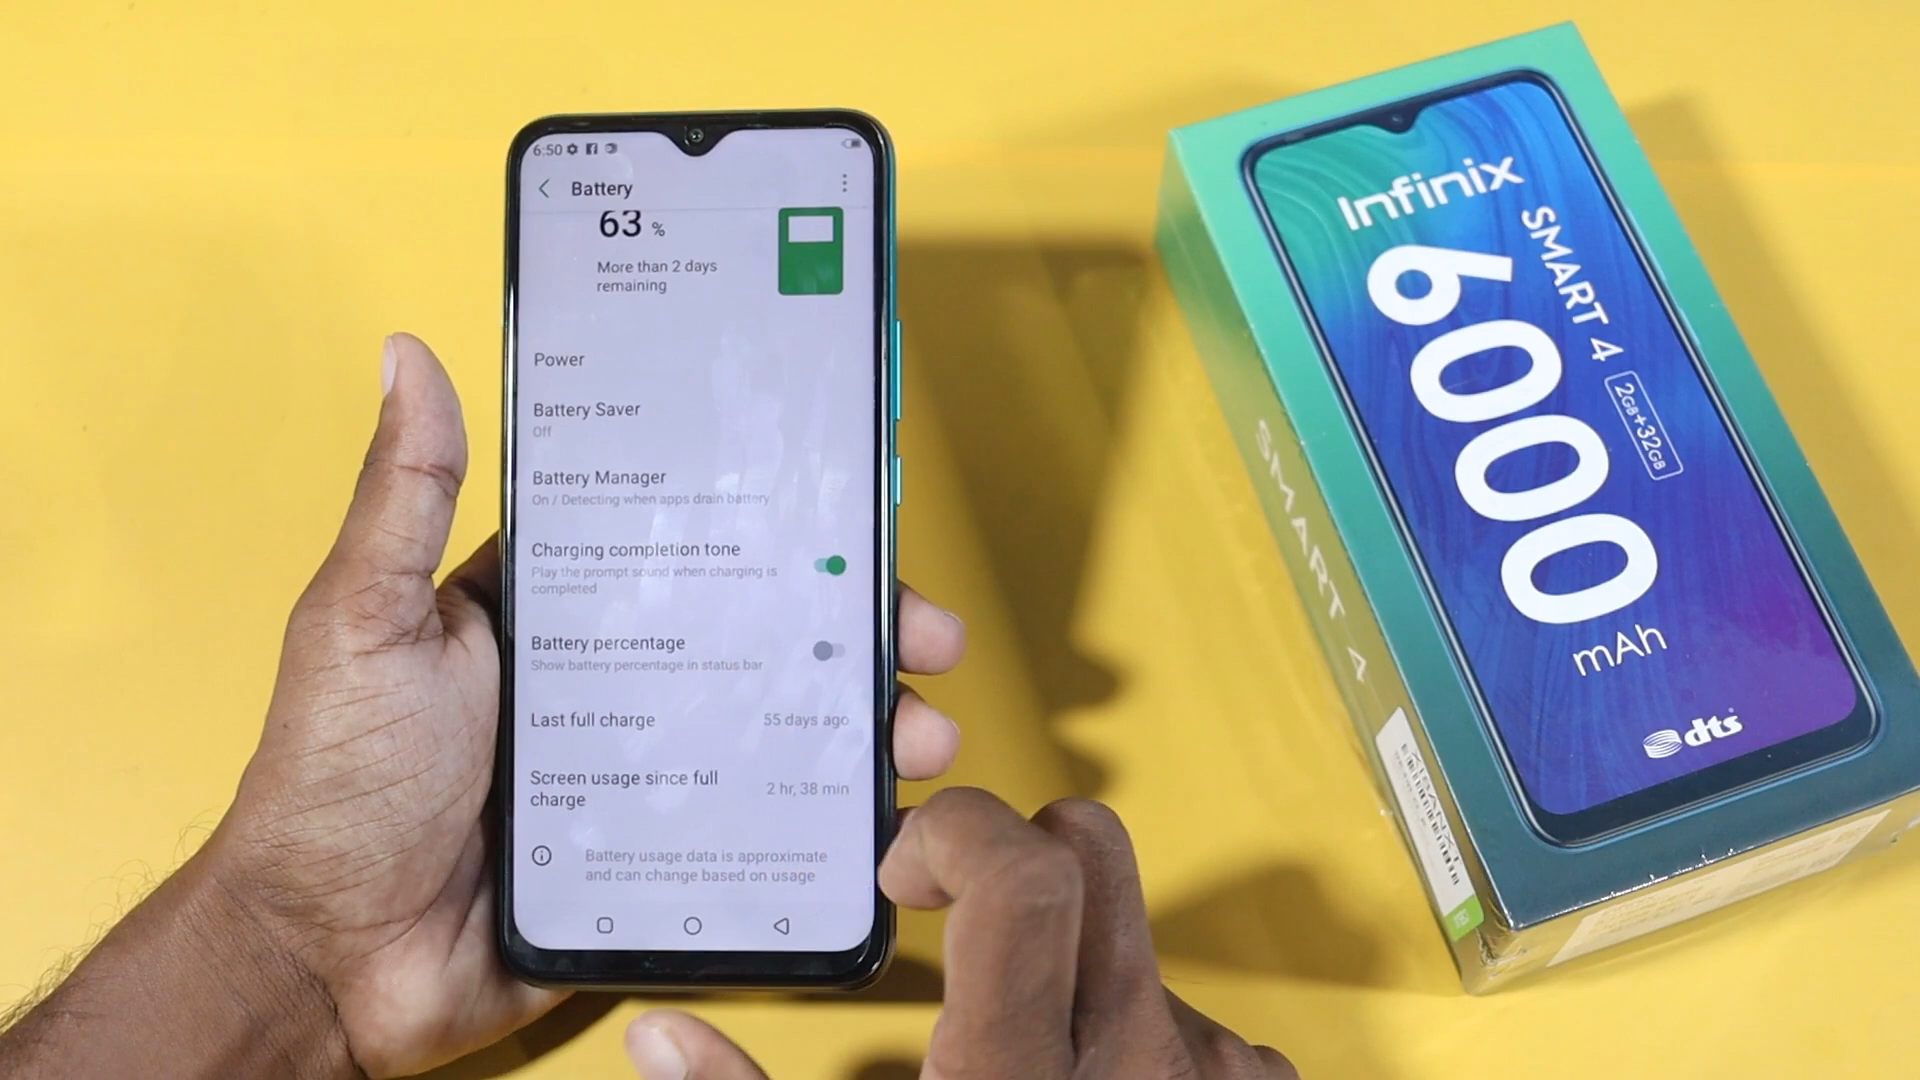 6:50
Battery
63 %
More than 2 days
remaining
Power
Battery Saver
Off
Battery Manager
On / Detecting when apps drain battery
Charging completion tone
Play the prompt sound when charging is
completed
Battery percentage
Show battery percentage in status bar
Last full charge 55 days ago
Screen usage since full
charge
2 hr, 38 min
Battery usage data is approximate
and can change based on usage
Infinix
SMART 4
2GB+32GB
6000
mAh
dts
SMART 4